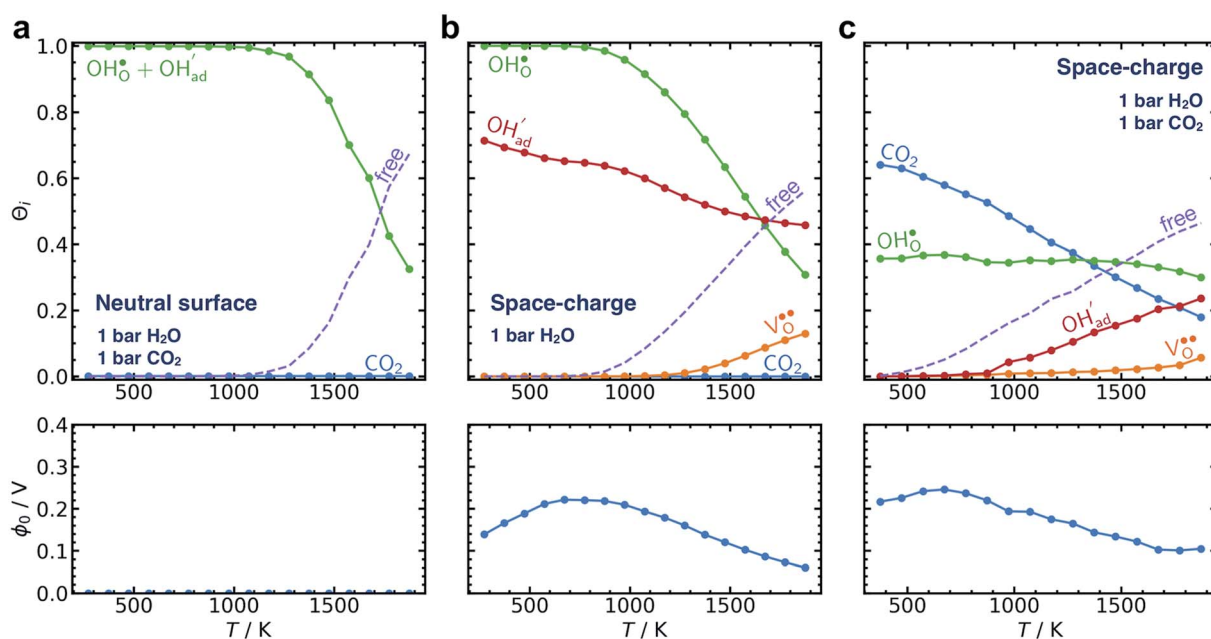 a
b
c
1.0
0.8
0.6
0.4
0.2
0.0
Θᵢ
OH•O + OH′ad
free
Neutral surface
1 bar H₂O
1 bar CO₂
CO₂
500
1000
1500
OH•O
OH′ad
free
Space-charge
1 bar H₂O
V••O
CO₂
500
1000
1500
Space-charge
1 bar H₂O
1 bar CO₂
CO₂
OH•O
free
OH′ad
V••O
500
1000
1500
0.4
0.3
0.2
0.1
0.0
ϕ₀ / V
500
1000
1500
T / K
500
1000
1500
T / K
500
1000
1500
T / K